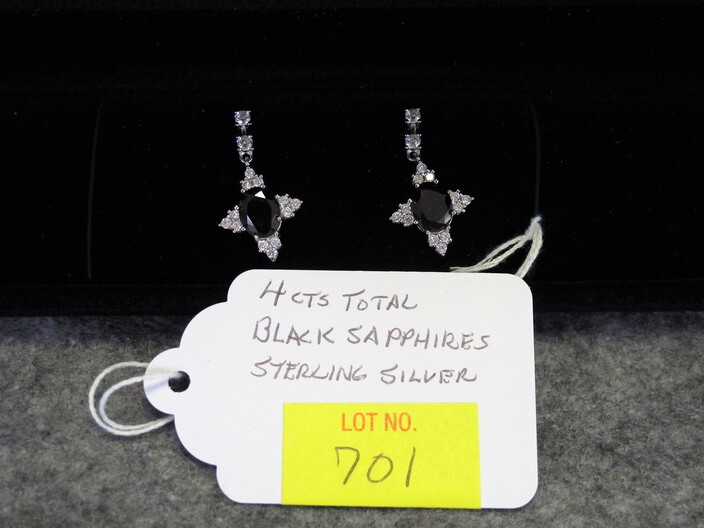 4 CTS TOTAL
BLACK SAPPHIRES
STERLING SILVER
LOT NO.
701